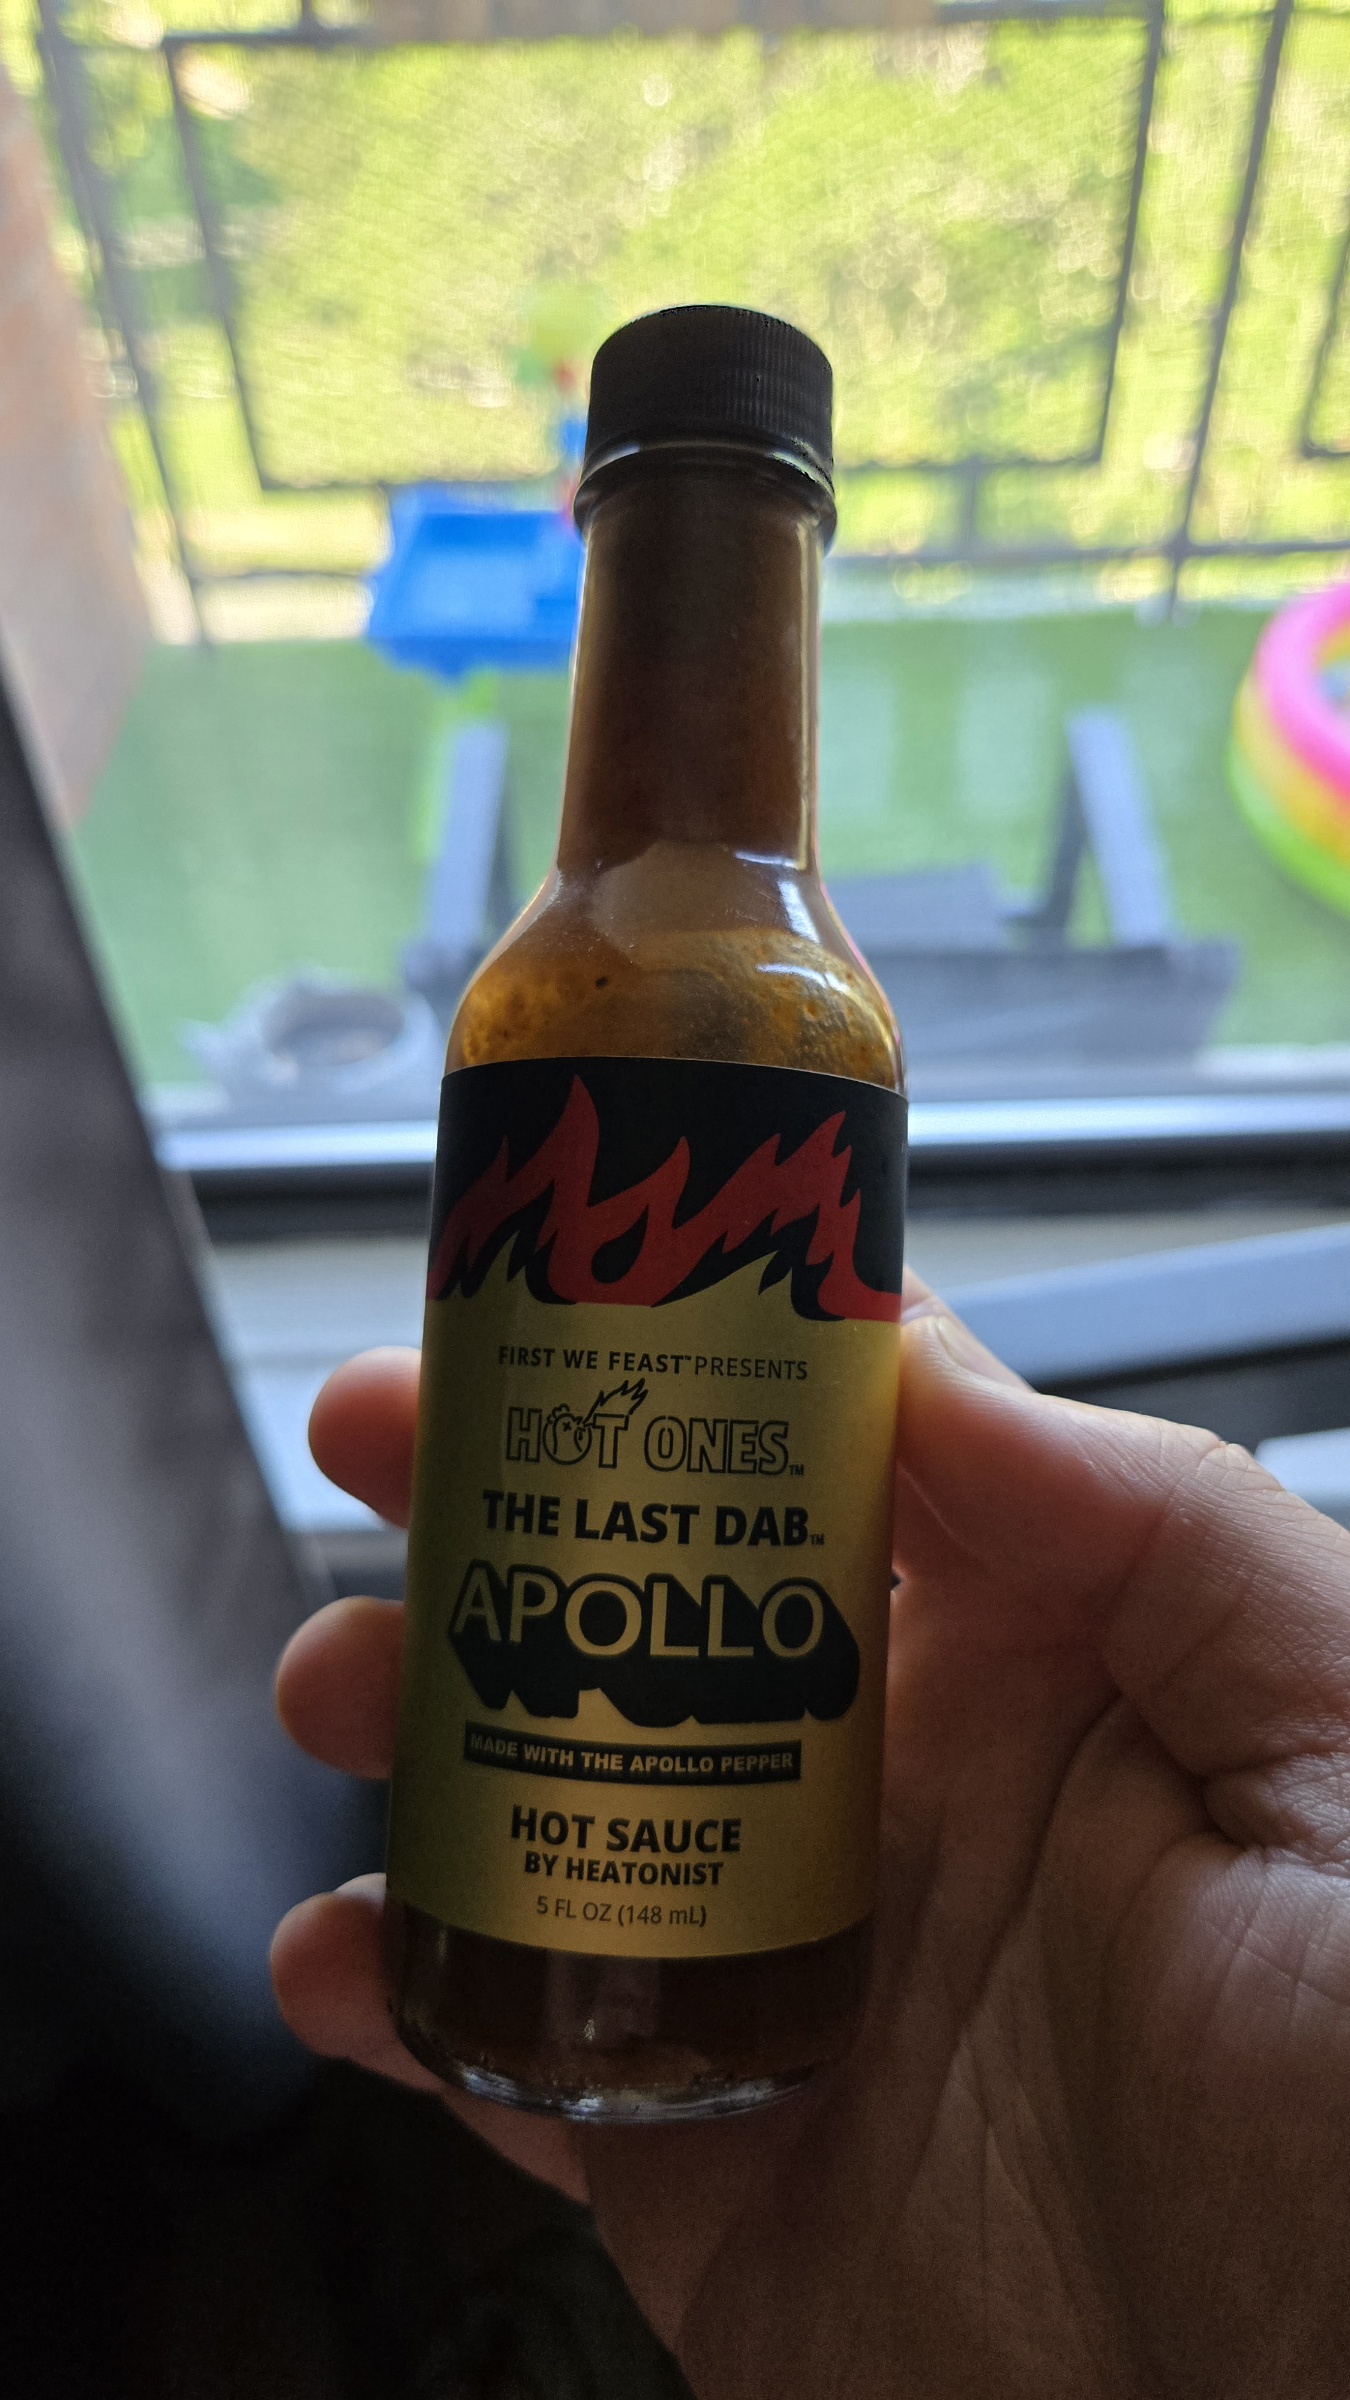 FIRST WE FEAST™ PRESENTS
HOT ONES™
THE LAST DAB™
APOLLO
MADE WITH THE APOLLO PEPPER
HOT SAUCE
BY HEATONIST
5 FL OZ (148 mL)